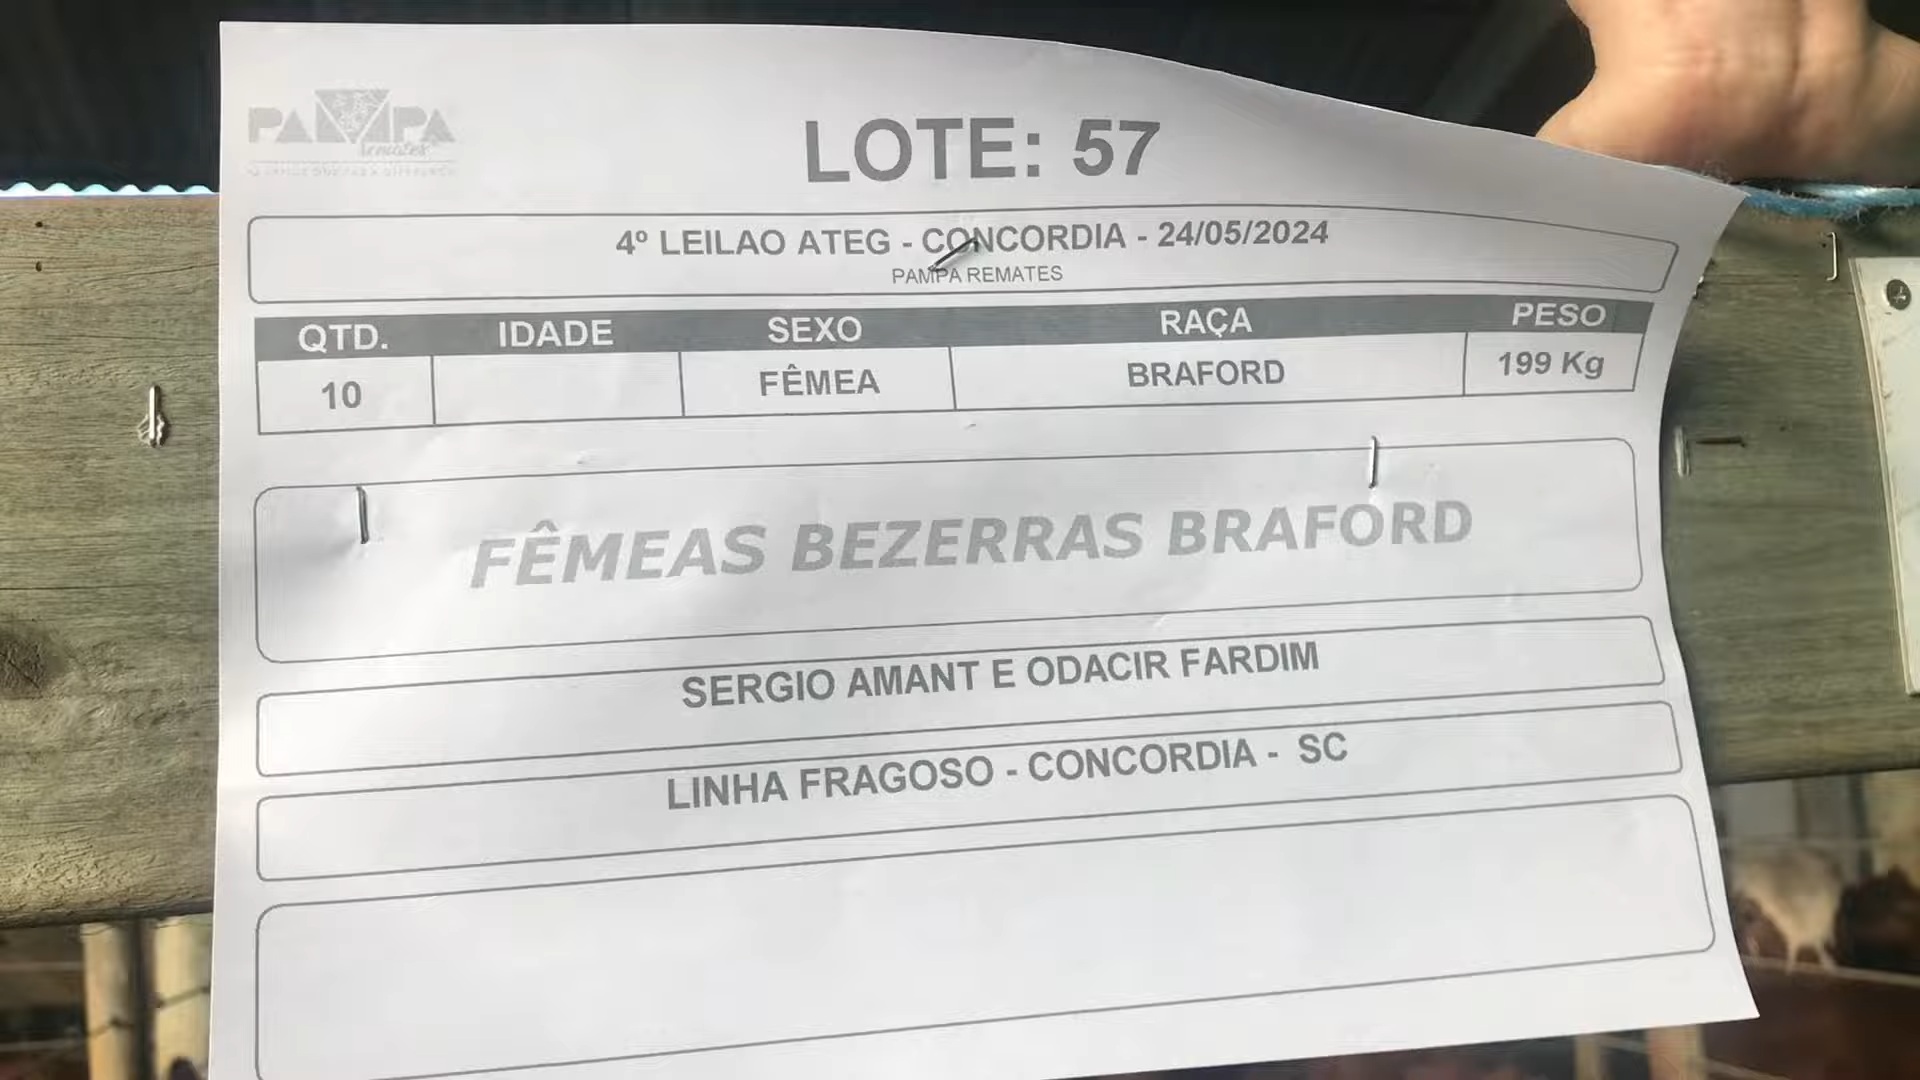 PAMPA
remates
LOTE: 57
4º LEILAO ATEG - CONCORDIA - 24/05/2024
PAMPA REMATES
QTD. IDADE SEXO RAÇA PESO
10 FÊMEA BRAFORD 199 Kg
FÊMEAS BEZERRAS BRAFORD
SERGIO AMANT E ODACIR FARDIM
LINHA FRAGOSO - CONCORDIA - SC